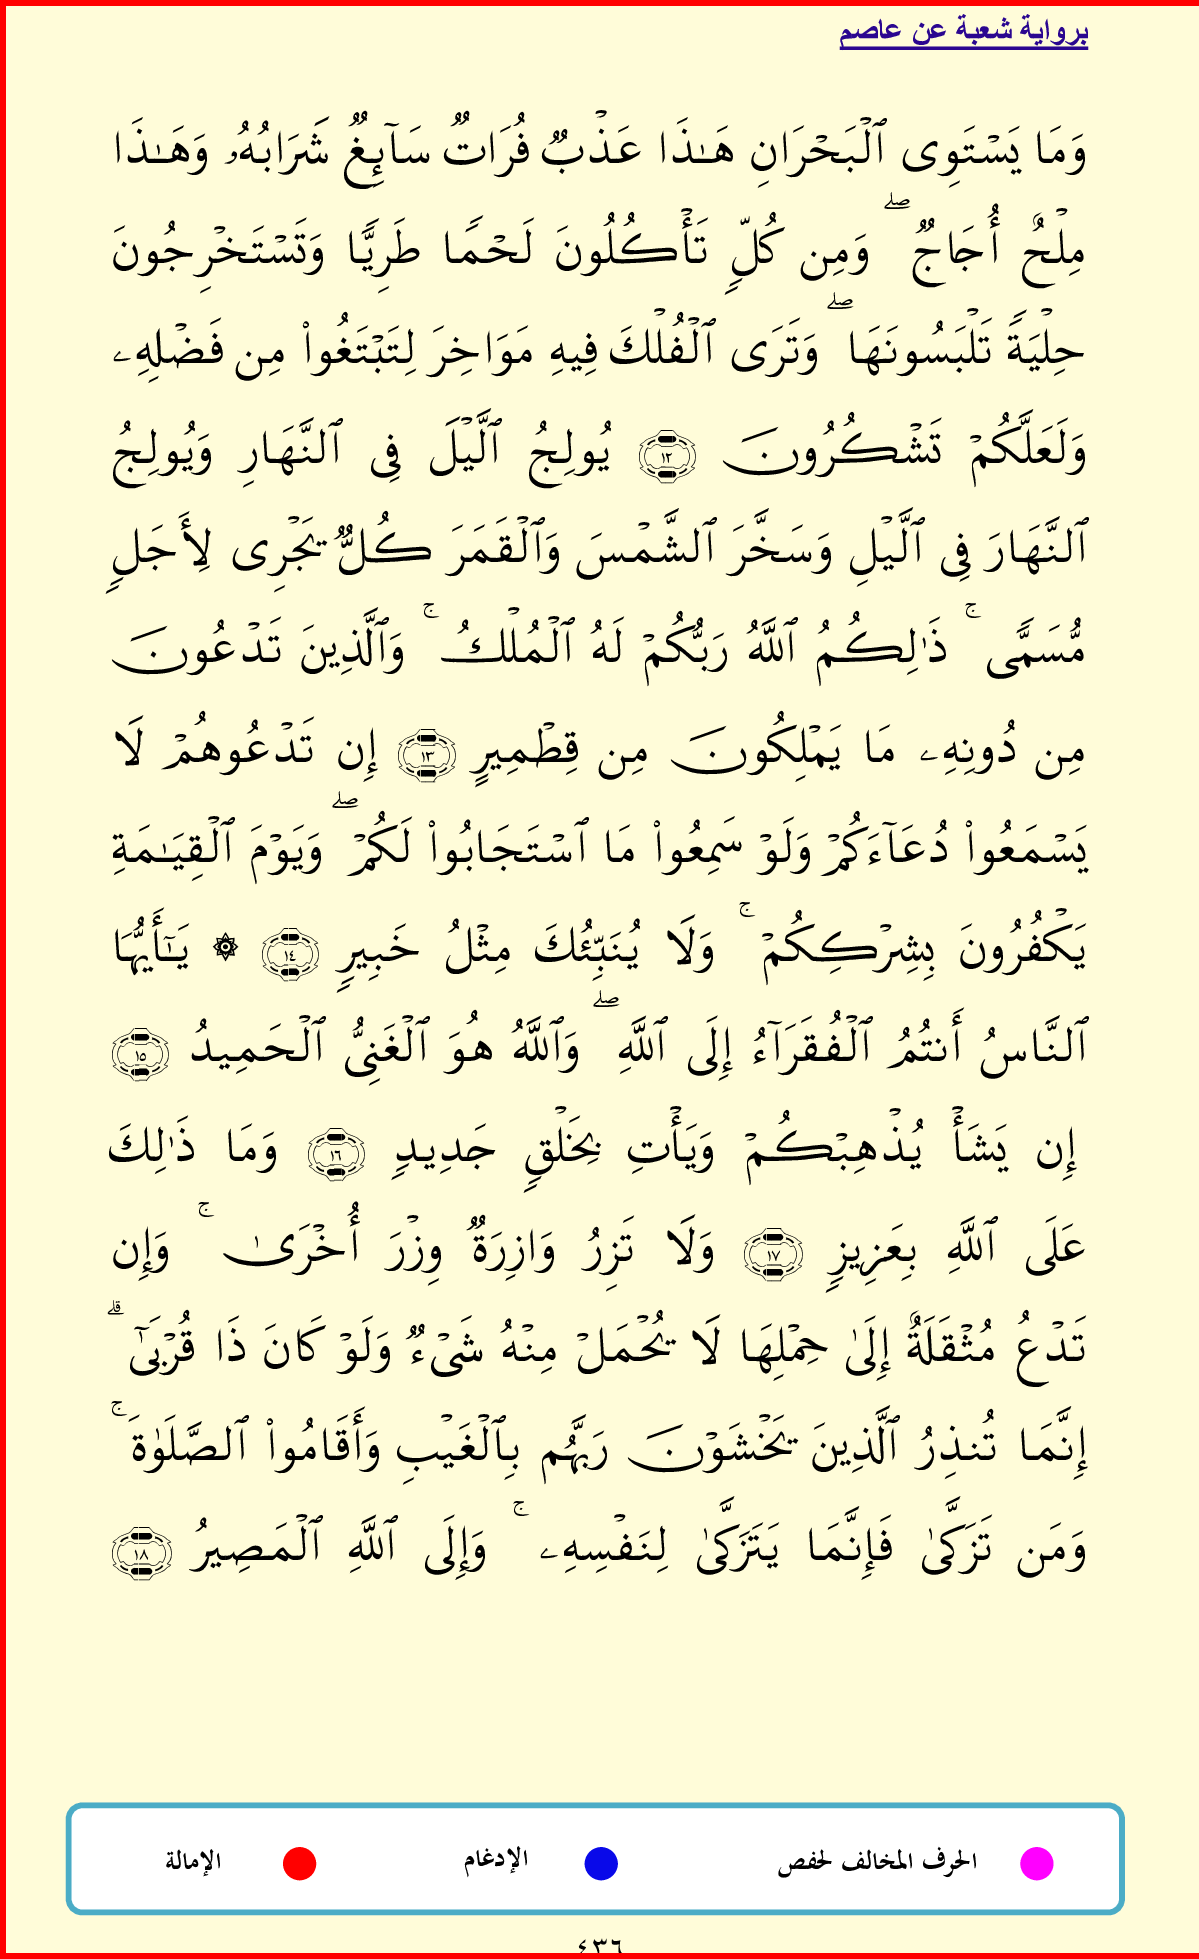 برواية شعبة عن عاصم
وَمَا يَسۡتَوِى ٱلۡبَحۡرَانِ هَـٰذَا عَذۡبٌ فُرَاتٌ سَآئِغٌ شَرَابُهُۥ وَهَـٰذَا
مِلۡحٌ أُجَاجٌ ۖ وَمِن كُلٍّ تَأۡكُلُونَ لَحۡمًا طَرِيًّا وَتَسۡتَخۡرِجُونَ
حِلۡيَةً تَلۡبَسُونَهَا ۖ وَتَرَى ٱلۡفُلۡكَ فِيهِ مَوَاخِرَ لِتَبۡتَغُوا۟ مِن فَضۡلِهِۦ
وَلَعَلَّكُمۡ تَشۡكُرُونَ ١٢ يُولِجُ ٱلَّيۡلَ فِى ٱلنَّهَارِ وَيُولِجُ
ٱلنَّهَارَ فِى ٱلَّيۡلِ وَسَخَّرَ ٱلشَّمۡسَ وَٱلۡقَمَرَ كُلٌّ يَجۡرِى لِأَجَلٍ
مُّسَمًّى ۚ ذَٰلِكُمُ ٱللَّهُ رَبُّكُمۡ لَهُ ٱلۡمُلۡكُ ۚ وَٱلَّذِينَ تَدۡعُونَ
مِن دُونِهِۦ مَا يَمۡلِكُونَ مِن قِطۡمِيرٍ ١٣ إِن تَدۡعُوهُمۡ لَا
يَسۡمَعُوا۟ دُعَآءَكُمۡ وَلَوۡ سَمِعُوا۟ مَا ٱسۡتَجَابُوا۟ لَكُمۡ ۖ وَيَوۡمَ ٱلۡقِيَـٰمَةِ
يَكۡفُرُونَ بِشِرۡكِكُمۡ ۚ وَلَا يُنَبِّئُكَ مِثۡلُ خَبِيرٍ ١٤ ۞ يَـٰٓأَيُّهَا
ٱلنَّاسُ أَنتُمُ ٱلۡفُقَرَآءُ إِلَى ٱللَّهِ ۖ وَٱللَّهُ هُوَ ٱلۡغَنِىُّ ٱلۡحَمِيدُ ١٥
إِن يَشَأۡ يُذۡهِبۡكُمۡ وَيَأۡتِ بِخَلۡقٍ جَدِيدٍ ١٦ وَمَا ذَٰلِكَ
عَلَى ٱللَّهِ بِعَزِيزٍ ١٧ وَلَا تَزِرُ وَازِرَةٌ وِزۡرَ أُخۡرَىٰ ۚ وَإِن
تَدۡعُ مُثۡقَلَةٌ إِلَىٰ حِمۡلِهَا لَا يُحۡمَلۡ مِنۡهُ شَىۡءٌ وَلَوۡ كَانَ ذَا قُرۡبَىٰٓ ۗ
إِنَّمَا تُنذِرُ ٱلَّذِينَ يَخۡشَوۡنَ رَبَّهُم بِٱلۡغَيۡبِ وَأَقَامُوا۟ ٱلصَّلَوٰةَ ۚ
وَمَن تَزَكَّىٰ فَإِنَّمَا يَتَزَكَّىٰ لِنَفۡسِهِۦ ۚ وَإِلَى ٱللَّهِ ٱلۡمَصِيرُ ١٨
الحرف المخالف لحفص الإدغام الإمالة
٤٣٦